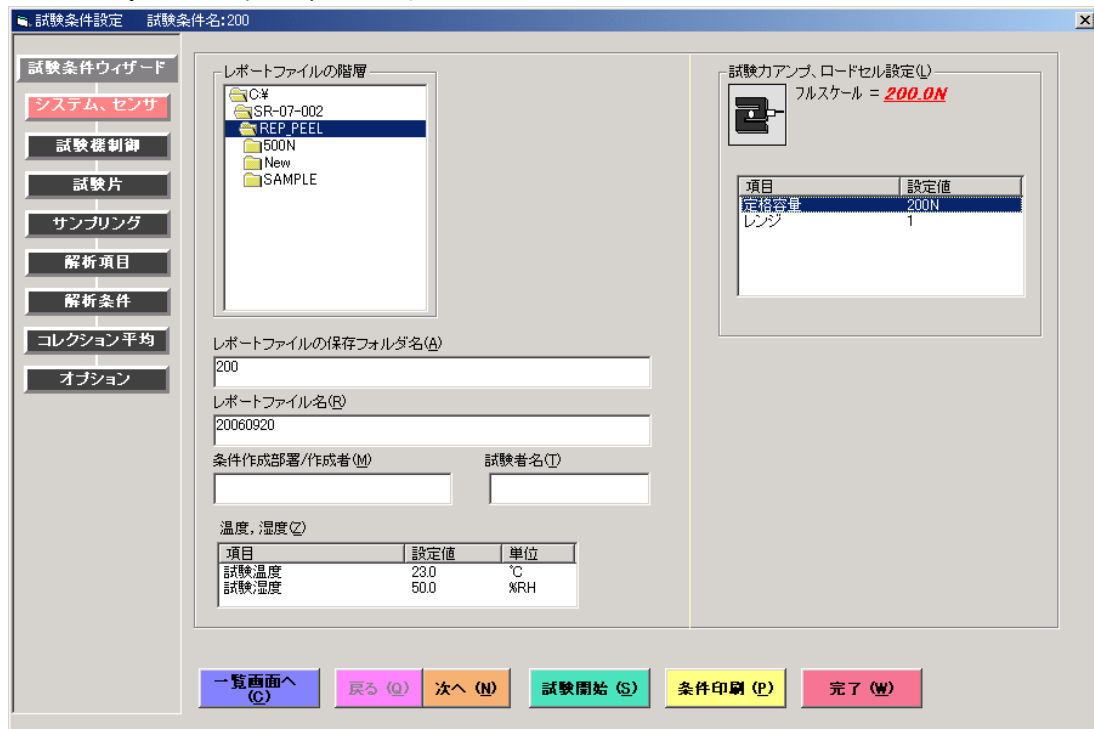 試験条件設定 試験条件名:200
試験条件ウィザード
システム、センサ
試験機制御
試験片
サンプリング
解析項目
解析条件
コレクション平均
オプション
レポートファイルの階層
C:¥
SR-07-002
REP_PEEL
500N
New
SAMPLE
レポートファイルの保存フォルダ名(A)
200
レポートファイル名(R)
20060920
条件作成部署/作成者(M) 試験者名(T)
温度,湿度(Z)
項目 設定値 単位
試験温度 23.0 ℃
試験湿度 50.0 %RH
試験力アンプ、ロードセル設定(L)
フルスケール = 200.0N
項目 設定値
定格容量 200N
レンジ 1
一覧画面へ
(C)
戻る (Q)
次へ (N)
試験開始 (S)
条件印刷 (P)
完了 (W)